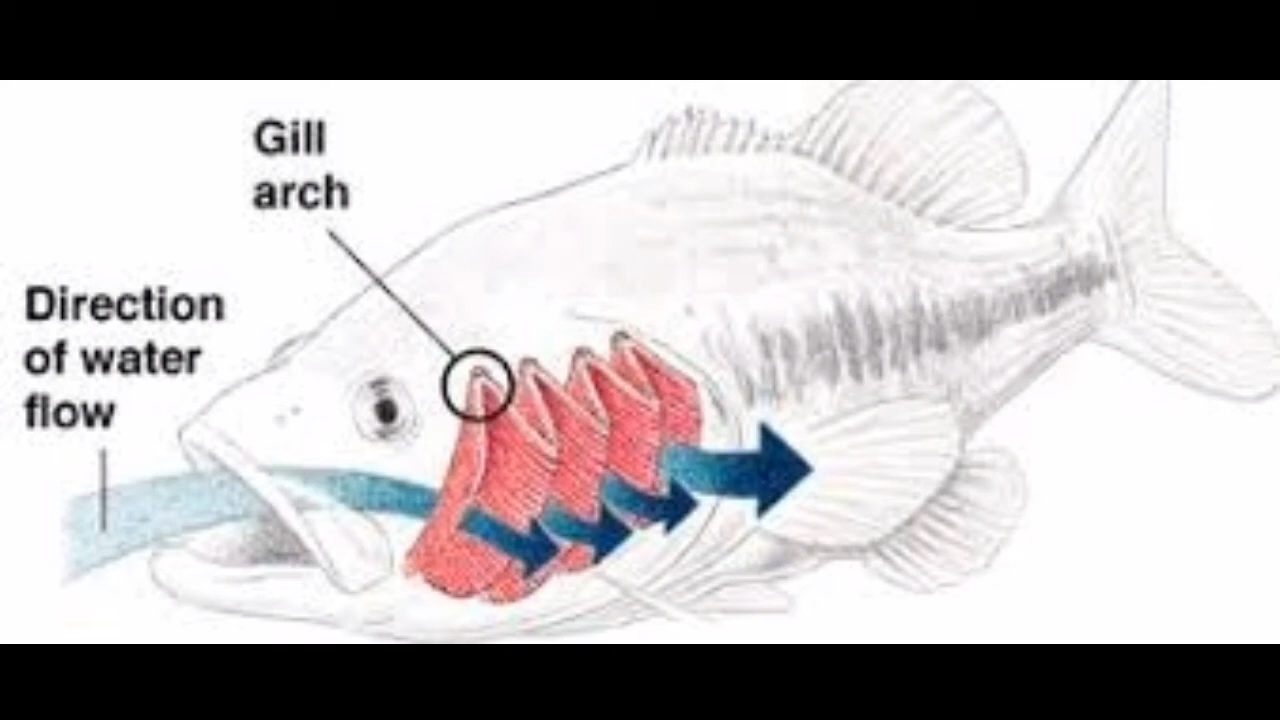 Gill
arch
Direction
of water
flow